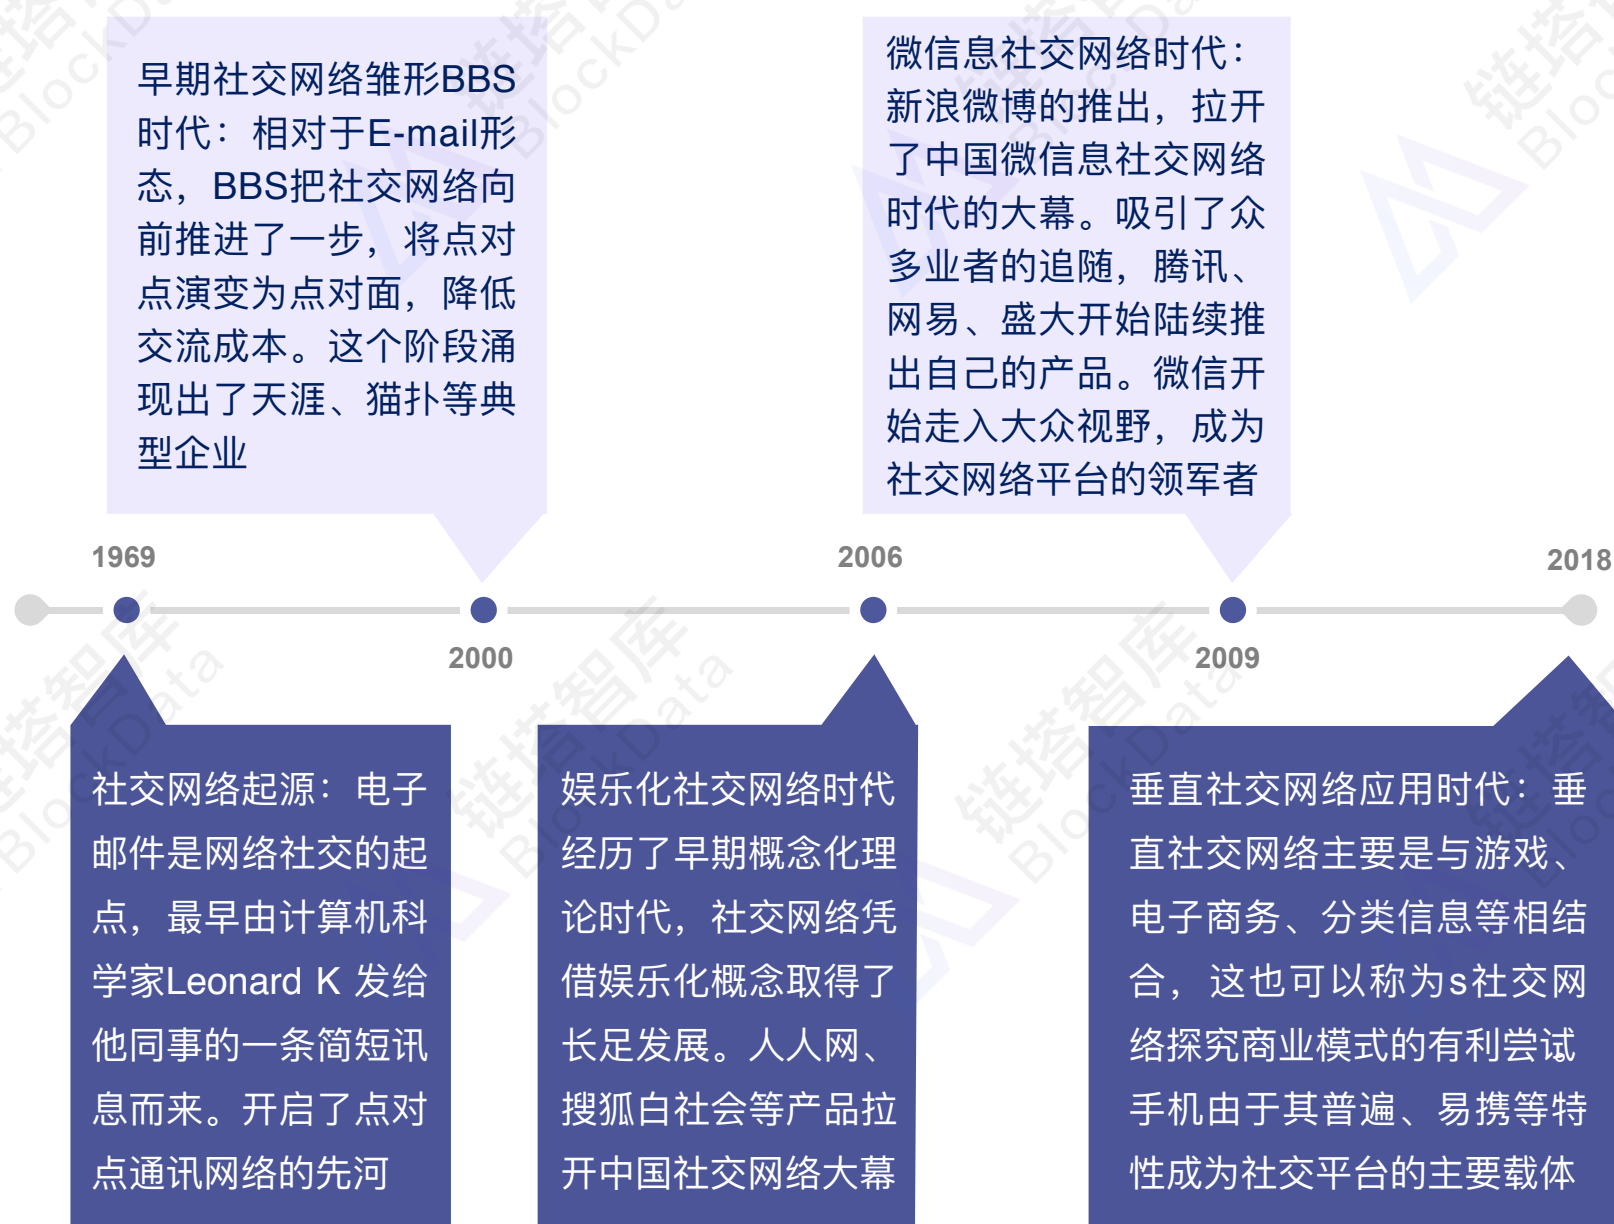 早期社交网络雏形BBS
时代：相对于E-mail形
态，BBS把社交网络向
前推进了一步，将点对
点演变为点对面，降低
交流成本。这个阶段涌
现出了天涯、猫扑等典
型企业
微信息社交网络时代：
新浪微博的推出，拉开
了中国微信息社交网络
时代的大幕。吸引了众
多业者的追随，腾讯、
网易、盛大开始陆续推
出自己的产品。微信开
始走入大众视野，成为
社交网络平台的领军者
1969
2006
2018
2000
2009
社交网络起源：电子
邮件是网络社交的起
点，最早由计算机科
学家Leonard K 发给
他同事的一条简短讯
息而来。开启了点对
点通讯网络的先河
娱乐化社交网络时代：
经历了早期概念化理
论时代，社交网络凭
借娱乐化概念取得了
长足发展。人人网、
搜狐白社会等产品拉
开中国社交网络大幕
垂直社交网络应用时代：垂
直社交网络主要是与游戏、
电子商务、分类信息等相结
合，这也可以称为s社交网
络探究商业模式的有利尝试。
手机由于其普遍、易携等特
性成为社交平台的主要载体
链塔智库
BlockData